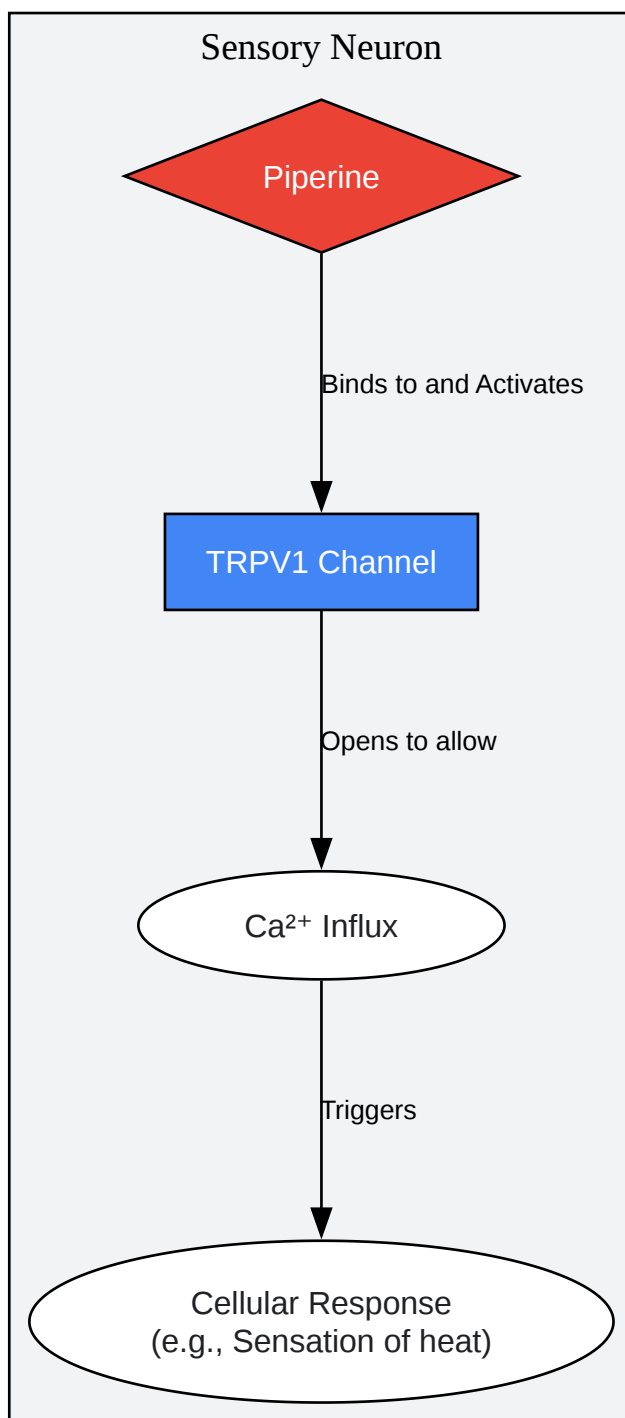 Sensory Neuron
Piperine
Binds to and Activates
TRPV1 Channel
Opens to allow
Ca²⁺ Influx
Triggers
Cellular Response
(e.g., Sensation of heat)